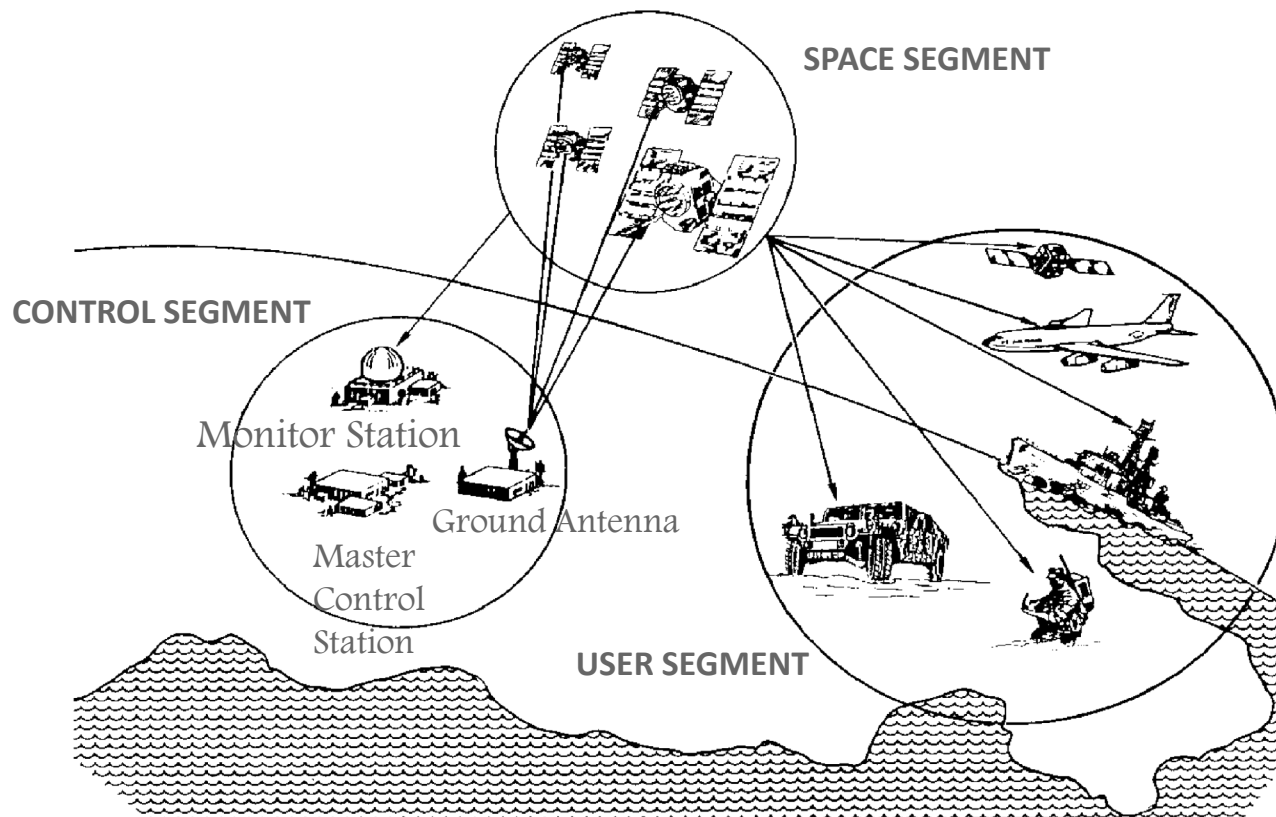 SPACE SEGMENT
CONTROL SEGMENT
Monitor Station
Ground Antenna
Master
Control
Station
USER SEGMENT